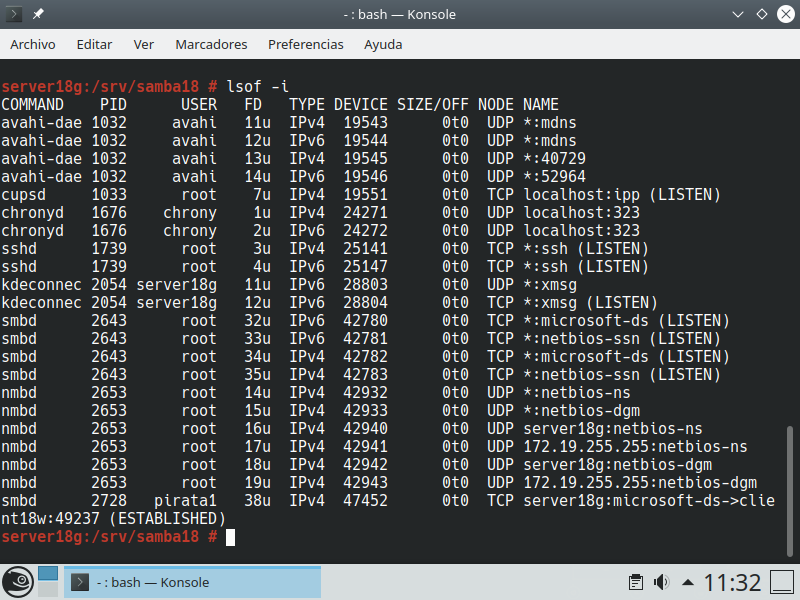 - : bash — Konsole
Archivo Editar Ver Marcadores Preferencias Ayuda
server18g:/srv/samba18 # lsof -i
COMMAND    PID      USER   FD   TYPE DEVICE SIZE/OFF NODE NAME
avahi-dae 1032     avahi   11u  IPv4  19543      0t0  UDP *:mdns
avahi-dae 1032     avahi   12u  IPv6  19544      0t0  UDP *:mdns
avahi-dae 1032     avahi   13u  IPv4  19545      0t0  UDP *:40729
avahi-dae 1032     avahi   14u  IPv6  19546      0t0  UDP *:52964
cupsd     1033      root    7u  IPv4  19551      0t0  TCP localhost:ipp (LISTEN)
chronyd   1676    chrony    1u  IPv4  24271      0t0  UDP localhost:323
chronyd   1676    chrony    2u  IPv6  24272      0t0  UDP localhost:323
sshd      1739      root    3u  IPv4  25141      0t0  TCP *:ssh (LISTEN)
sshd      1739      root    4u  IPv6  25147      0t0  TCP *:ssh (LISTEN)
kdeconnec 2054 server18g   11u  IPv6  28803      0t0  UDP *:xmsg
kdeconnec 2054 server18g   12u  IPv6  28804      0t0  TCP *:xmsg (LISTEN)
smbd      2643      root   32u  IPv6  42780      0t0  TCP *:microsoft-ds (LISTEN)
smbd      2643      root   33u  IPv6  42781      0t0  TCP *:netbios-ssn (LISTEN)
smbd      2643      root   34u  IPv4  42782      0t0  TCP *:microsoft-ds (LISTEN)
smbd      2643      root   35u  IPv4  42783      0t0  TCP *:netbios-ssn (LISTEN)
nmbd      2653      root   14u  IPv4  42932      0t0  UDP *:netbios-ns
nmbd      2653      root   15u  IPv4  42933      0t0  UDP *:netbios-dgm
nmbd      2653      root   16u  IPv4  42940      0t0  UDP server18g:netbios-ns
nmbd      2653      root   17u  IPv4  42941      0t0  UDP 172.19.255.255:netbios-ns
nmbd      2653      root   18u  IPv4  42942      0t0  UDP server18g:netbios-dgm
nmbd      2653      root   19u  IPv4  42943      0t0  UDP 172.19.255.255:netbios-dgm
smbd      2728   pirata1   38u  IPv4  47452      0t0  TCP server18g:microsoft-ds->clie
nt18w:49237 (ESTABLISHED)
server18g:/srv/samba18 #
- : bash — Konsole
11:32